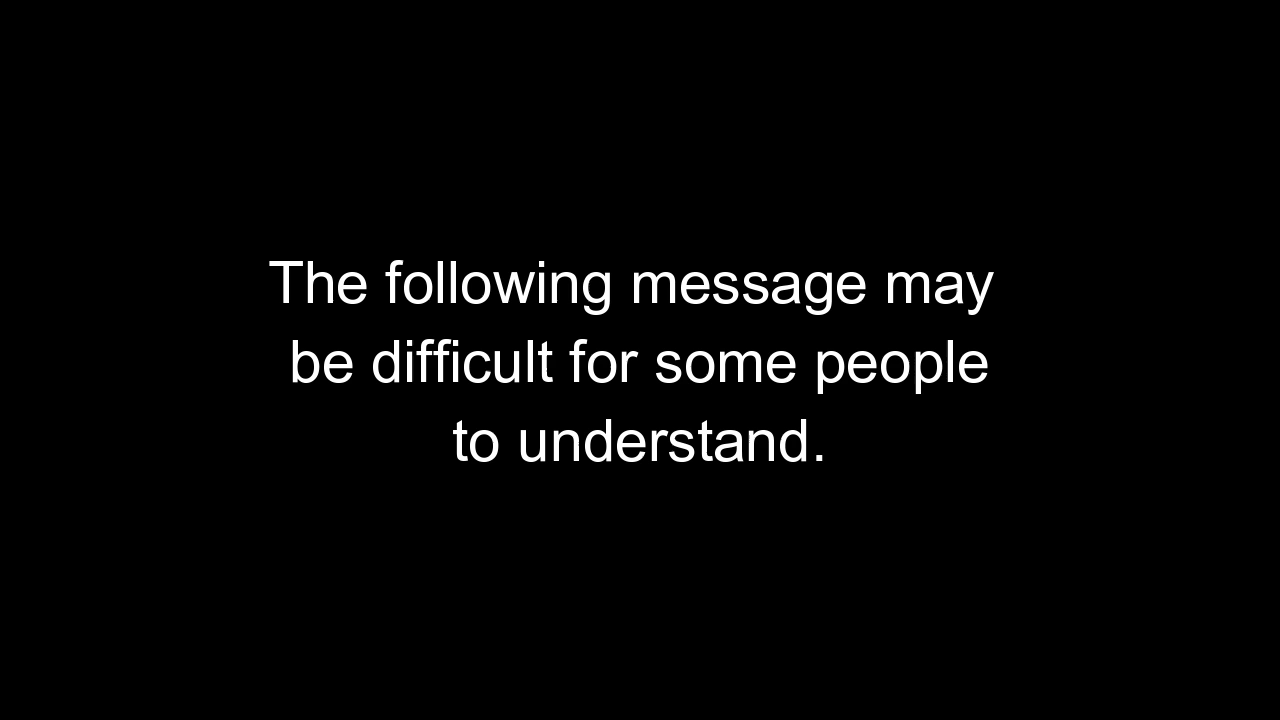 The following message may
be difficult for some people
to understand.